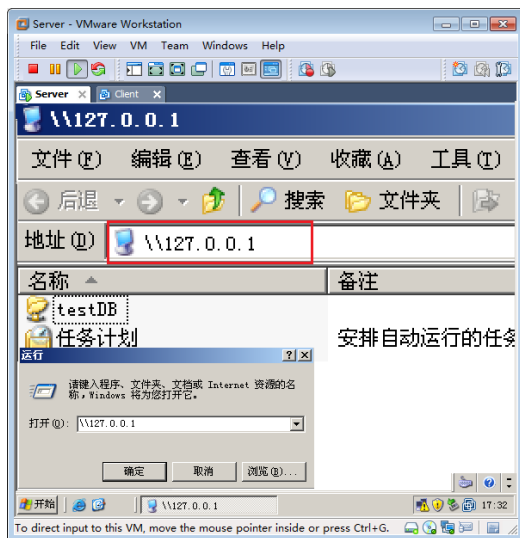 Server - VMware Workstation
File Edit View VM Team Windows Help
Server Client
\\127.0.0.1
文件(F) 编辑(E) 查看(V) 收藏(A) 工具(T)
后退 搜索 文件夹
地址(D) \\127.0.0.1
名称 备注
testDB
任务计划 安排自动运行的任务
运行
请键入程序、文件夹、文档或 Internet 资源的名
称,Windows 将为您打开它。
打开(O): \\127.0.0.1
确定 取消 浏览(B)...
开始 \\127.0.0.1 17:32
To direct input to this VM, move the mouse pointer inside or press Ctrl+G.